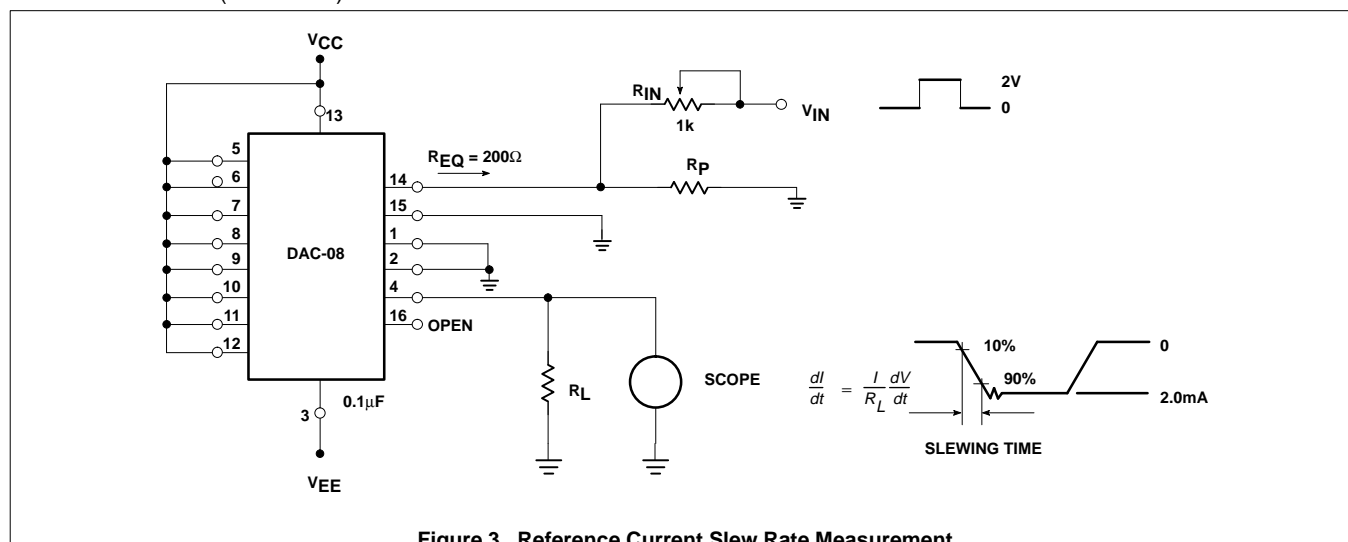 VCC
13
5
6
7
8
9
10
11
12
DAC-08
14
15
1
2
4
16
OPEN
REQ = 200Ω
RIN
1k
VIN
RP
2V
0
RL
SCOPE
0.1μF
3
VEE
dI/dt = I/RL dV/dt
10%
90%
0
2.0mA
SLEWING TIME
Figure 3. Reference Current Slew Rate Measurement